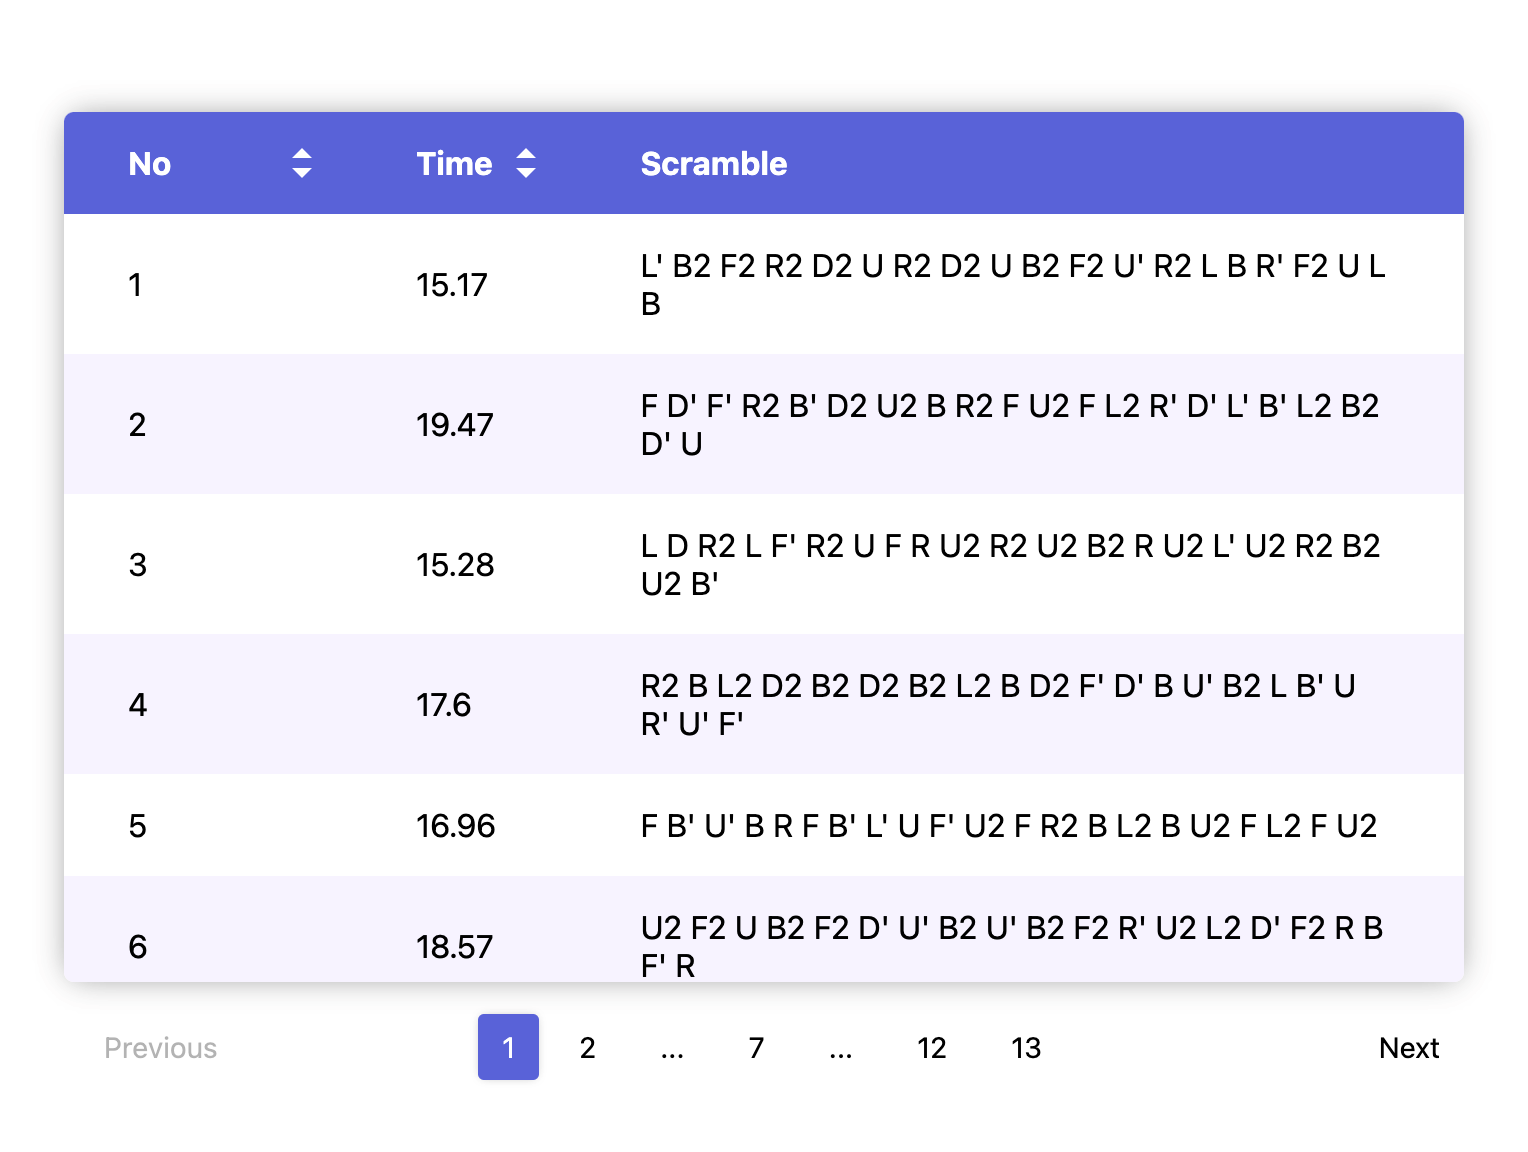 No Time Scramble
1 15.17 L' B2 F2 R2 D2 U R2 D2 U B2 F2 U' R2 L B R' F2 U L
B
2 19.47 F D' F' R2 B' D2 U2 B R2 F U2 F L2 R' D' L' B' L2 B2
D' U
3 15.28 L D R2 L F' R2 U F R U2 R2 U2 B2 R U2 L' U2 R2 B2
U2 B'
4 17.6 R2 B L2 D2 B2 D2 B2 L2 B D2 F' D' B U' B2 L B' U
R' U' F'
5 16.96 F B' U' B R F B' L' U F' U2 F R2 B L2 B U2 F L2 F U2
6 18.57 U2 F2 U B2 F2 D' U' B2 U' B2 F2 R' U2 L2 D' F2 R B
F' R
Previous 1 2 ... 7 ... 12 13 Next